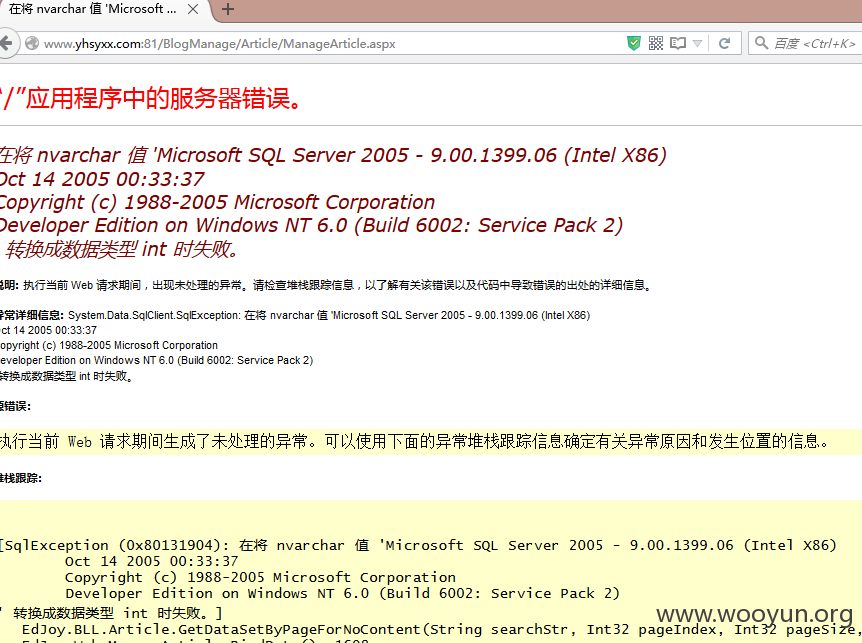 在将 nvarchar 值 'Microsoft ...
www.yhsyxx.com:81/BlogManage/Article/ManageArticle.aspx
百度 <Ctrl+K>
“/”应用程序中的服务器错误。
在将 nvarchar 值 'Microsoft SQL Server 2005 - 9.00.1399.06 (Intel X86)
Oct 14 2005 00:33:37
Copyright (c) 1988-2005 Microsoft Corporation
Developer Edition on Windows NT 6.0 (Build 6002: Service Pack 2)
' 转换成数据类型 int 时失败。
说明: 执行当前 Web 请求期间，出现未处理的异常。请检查堆栈跟踪信息，以了解有关该错误以及代码中导致错误的出处的详细信息。
异常详细信息: System.Data.SqlClient.SqlException: 在将 nvarchar 值 'Microsoft SQL Server 2005 - 9.00.1399.06 (Intel X86)
Oct 14 2005 00:33:37
Copyright (c) 1988-2005 Microsoft Corporation
Developer Edition on Windows NT 6.0 (Build 6002: Service Pack 2)
转换成数据类型 int 时失败。
源错误:
执行当前 Web 请求期间生成了未处理的异常。可以使用下面的异常堆栈跟踪信息确定有关异常原因和发生位置的信息。
堆栈跟踪:
[SqlException (0x80131904): 在将 nvarchar 值 'Microsoft SQL Server 2005 - 9.00.1399.06 (Intel X86)
Oct 14 2005 00:33:37
Copyright (c) 1988-2005 Microsoft Corporation
Developer Edition on Windows NT 6.0 (Build 6002: Service Pack 2)
' 转换成数据类型 int 时失败。]
www.wooyun.org
EdJoy.BLL.Article.GetDataSetByPageForNoContent(String searchStr, Int32 pageIndex, Int32 pageSize,